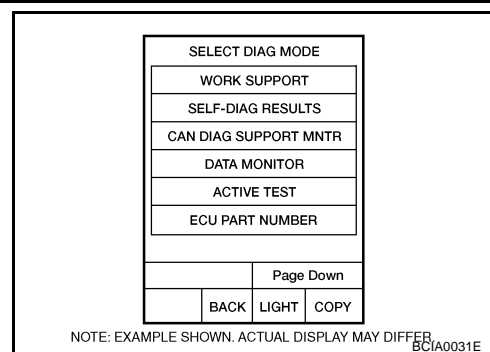 SELECT DIAG MODE
WORK SUPPORT
SELF-DIAG RESULTS
CAN DIAG SUPPORT MNTR
DATA MONITOR
ACTIVE TEST
ECU PART NUMBER
Page Down
BACK LIGHT COPY
NOTE: EXAMPLE SHOWN. ACTUAL DISPLAY MAY DIFFER.
BCIA0031E